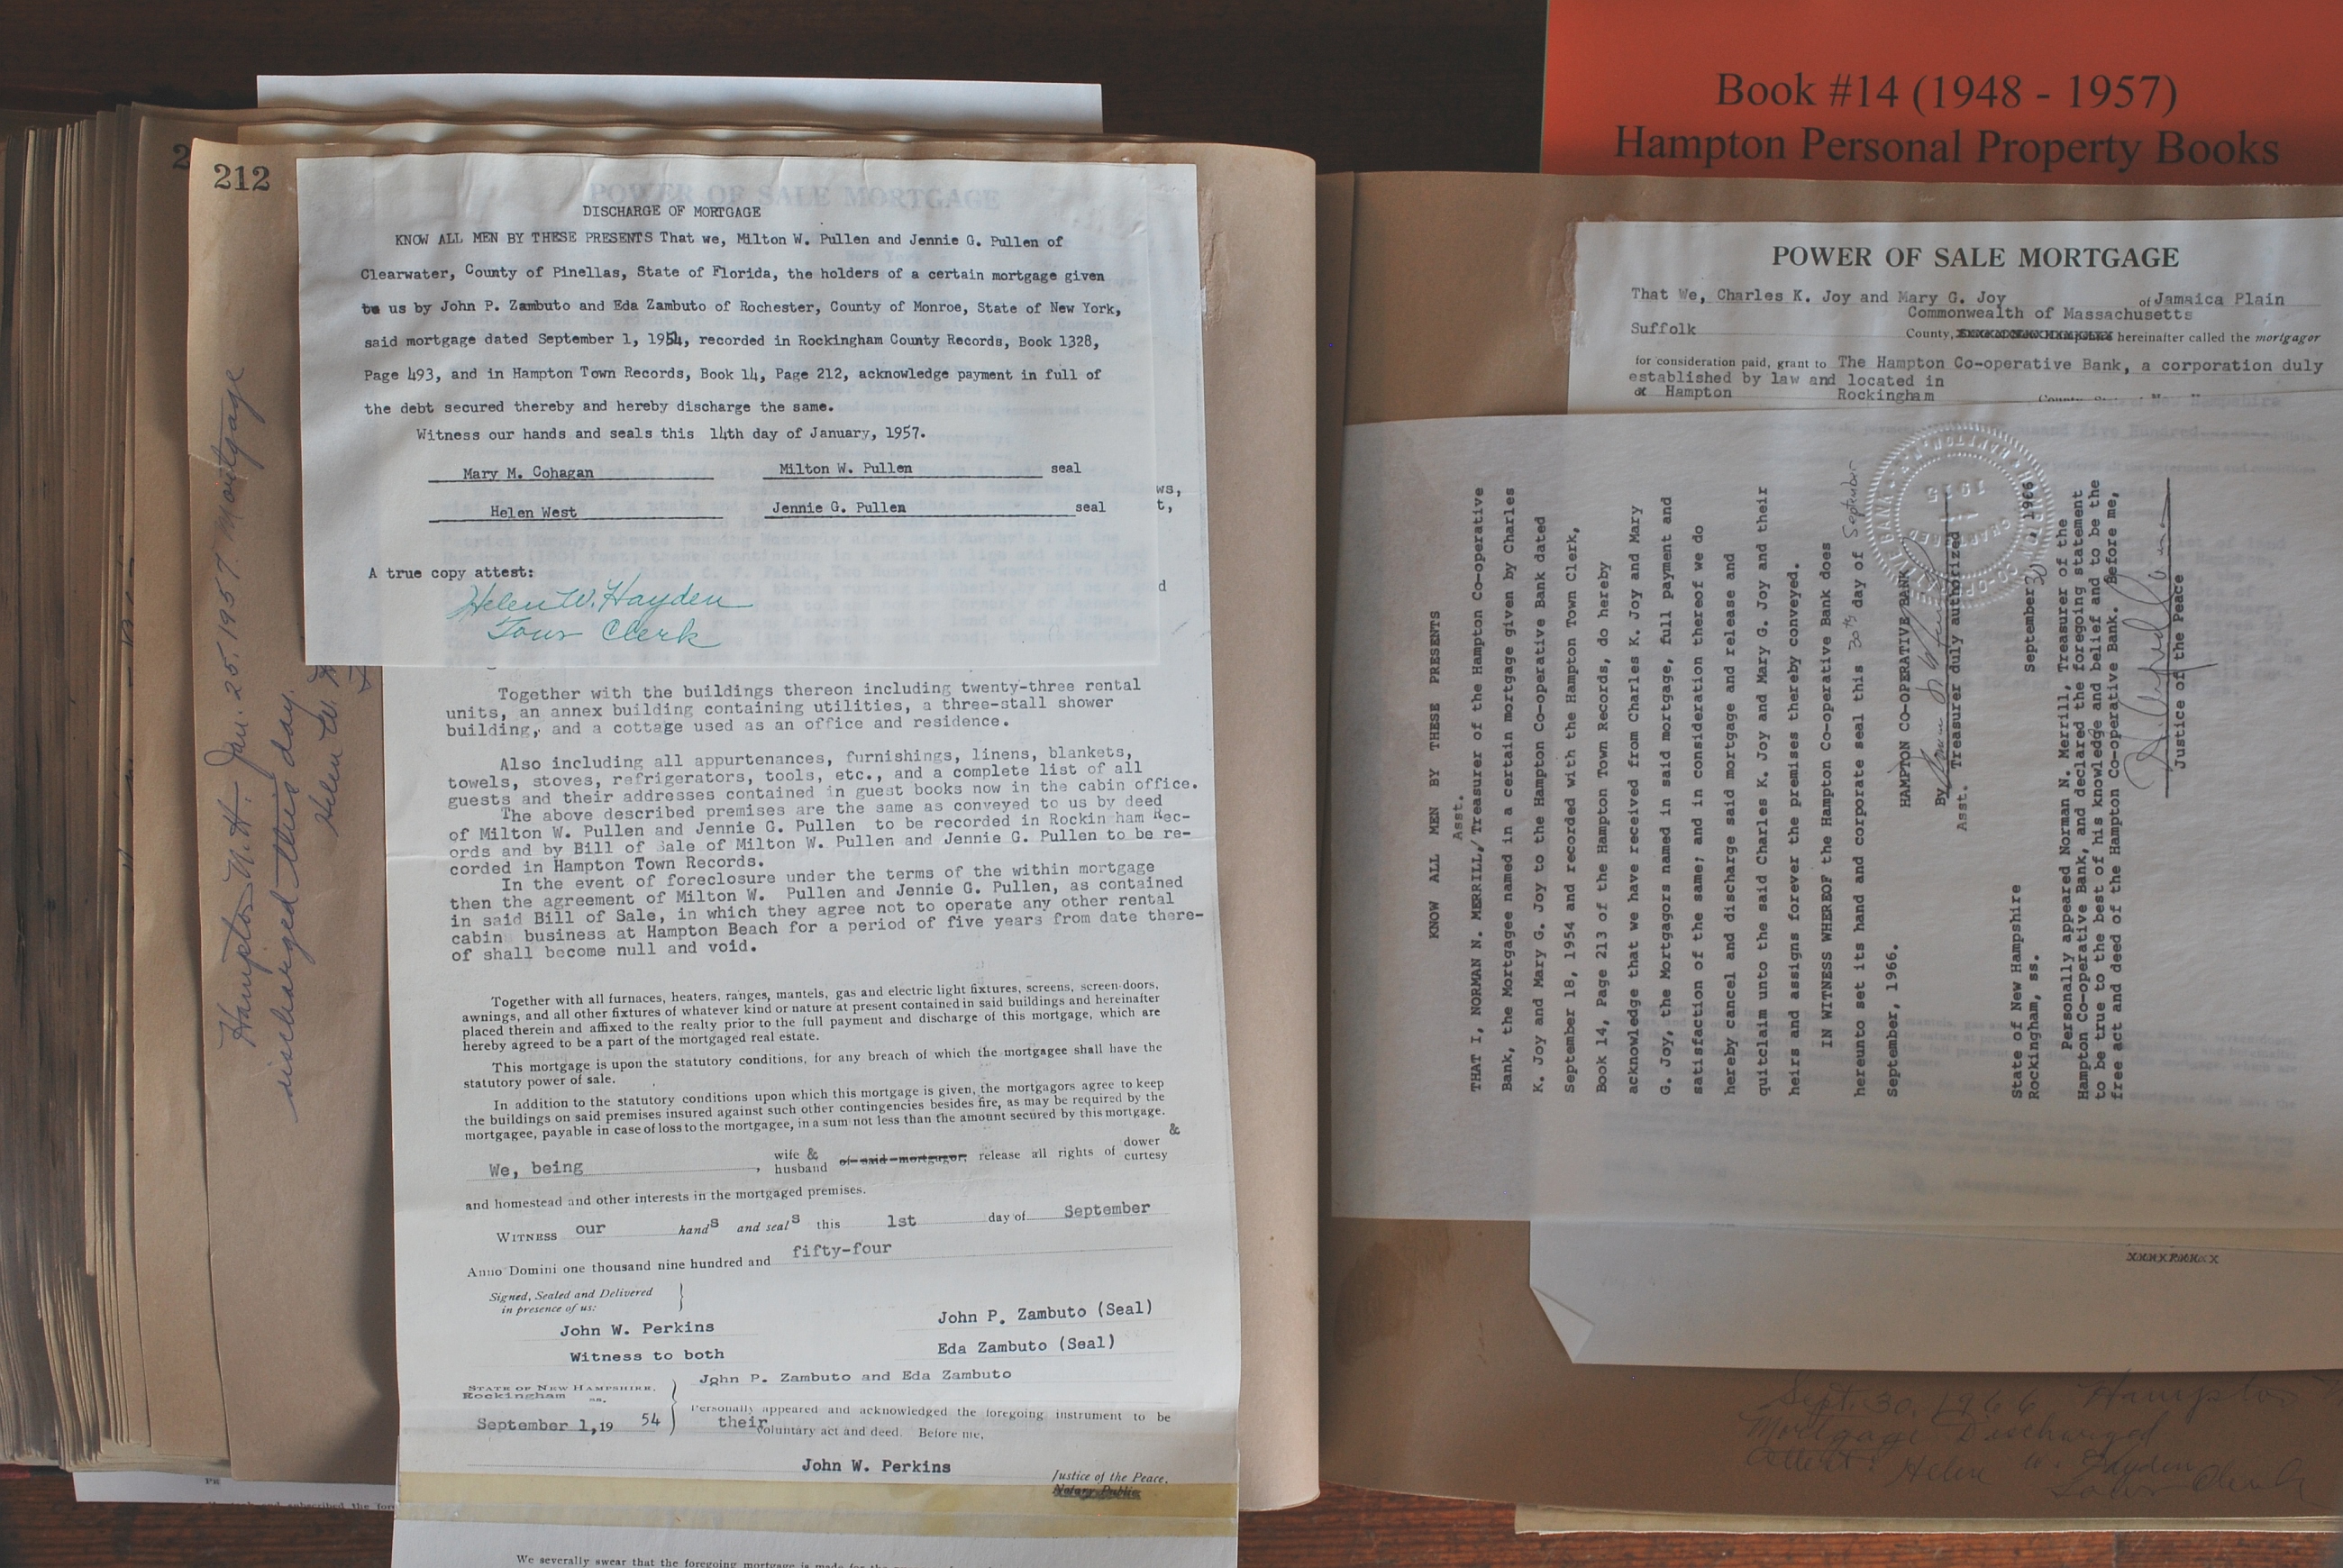 Book #14 (1948 - 1957)
Hampton Personal Property Books
2
212
POWER OF SALE MORTGAGE
DISCHARGE OF MORTGAGE
KNOW ALL MEN BY THESE PRESENTS That we, Milton W. Pullen and Jennie G. Pullen of
Clearwater, County of Pinellas, State of Florida, the holders of a certain mortgage given
to us by John P. Zambuto and Eda Zambuto of Rochester, County of Monroe, State of New York,
said mortgage dated September 1, 1954, recorded in Rockingham County Records, Book 1328,
Page 493, and in Hampton Town Records, Book 14, Page 212, acknowledge payment in full of
the debt secured thereby and hereby discharge the same.
Witness our hands and seals this 14th day of January, 1957.
Mary M. Cohagan Milton W. Pullen seal
Helen West Jennie G. Pullen seal
A true copy attest:
Helen W. Hayden
Town Clerk
ws,
t,
d
Hampton N.H. Jan. 25, 1957. Mortgage
discharged this day.
Helen W.
Together with the buildings thereon including twenty-three rental
units, an annex building containing utilities, a three-stall shower
building, and a cottage used as an office and residence.
Also including all appurtenances, furnishings, linens, blankets,
towels, stoves, refrigerators, tools, etc., and a complete list of all
guests and their addresses contained in guest books now in the cabin office.
The above described premises are the same as conveyed to us by deed
of Milton W. Pullen and Jennie G. Pullen to be recorded in Rockin ham Rec-
ords and by Bill of Sale of Milton W. Pullen and Jennie G. Pullen to be re-
corded in Hampton Town Records.
In the event of foreclosure under the terms of the within mortgage
then the agreement of Milton W. Pullen and Jennie G. Pullen, as contained
in said Bill of Sale, in which they agree not to operate any other rental
cabin business at Hampton Beach for a period of five years from date there-
of shall become null and void.
Together with all furnaces, heaters, ranges, mantels, gas and electric light fixtures, screens, screen doors,
awnings, and all other fixtures of whatever kind or nature at present contained in said buildings and hereinafter
placed therein and affixed to the realty prior to the full payment and discharge of this mortgage, which are
hereby agreed to be a part of the mortgaged real estate.
This mortgage is upon the statutory conditions, for any breach of which the mortgagee shall have the
statutory power of sale.
In addition to the statutory conditions upon which this mortgage is given, the mortgagors agree to keep
the buildings on said premises insured against such other contingencies besides fire, as may be required by the
mortgagee, payable in case of loss to the mortgagee, in a sum not less than the amount secured by this mortgage.
We, being , wife & husband of said mortgagor, release all rights of dower & curtesy
and homestead and other interests in the mortgaged premises.
WITNESS our hands and seals this 1st day of September
Anno Domini one thousand nine hundred and fifty-four
Signed, Sealed and Delivered
in presence of us:
John W. Perkins John P. Zambuto (Seal)
Witness to both Eda Zambuto (Seal)
STATE OF NEW HAMPSHIRE, John P. Zambuto and Eda Zambuto
Rockingham ss.
September 1, 19 54 Personally appeared and acknowledged the foregoing instrument to be
their voluntary act and deed. Before me,
John W. Perkins
Justice of the Peace.
Notary Public
We severally swear that the foregoing mortgage is made for the
and subscribed the
POWER OF SALE MORTGAGE
That We, Charles K. Joy and Mary G. Joy of Jamaica Plain
Commonwealth of Massachusetts
Suffolk County, hereinafter called the mortgagor
for consideration paid, grant to The Hampton Co-operative Bank, a corporation duly
established by law and located in
at Hampton Rockingham County, State of New Hampshire
KNOW ALL MEN BY THESE PRESENTS
Asst.
THAT I, NORMAN N. MERRILL,/ Treasurer of the Hampton Co-operative
Bank, the Mortgagee named in a certain mortgage given by Charles
K. Joy and Mary G. Joy to the Hampton Co-operative Bank dated
September 18, 1954 and recorded with the Hampton Town Clerk,
Book 14, Page 213 of the Hampton Town Records, do hereby
acknowledge that we have received from Charles K. Joy and Mary
G. Joy, the Mortgagors named in said mortgage, full payment and
satisfaction of the same; and in consideration thereof we do
hereby cancel and discharge said mortgage and release and
quitclaim unto the said Charles K. Joy and Mary G. Joy and their
heirs and assigns forever the premises thereby conveyed.
IN WITNESS WHEREOF the Hampton Co-operative Bank does
hereunto set its hand and corporate seal this 30th day of September
September, 1966.
HAMPTON CO-OPERATIVE BANK
By
Asst. Treasurer duly authorized
State of New Hampshire
Rockingham, ss. September 30, 1966
Personally appeared Norman N. Merrill, Treasurer of the
Hampton Co-operative Bank, and declared the foregoing statement
to be true to the best of his knowledge and belief and to be the
free act and deed of the Hampton Co-operative Bank. Before me,
Justice of the Peace
1915
Sept. 30, 1966 Hampton
Mortgage Discharged
attest: Helen W. Hayden
Town Clerk